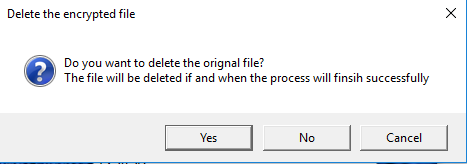 Delete the encrypted file
Do you want to delete the orignal file?
The file will be deleted if and when the process will finsih successfully
Yes
No
Cancel